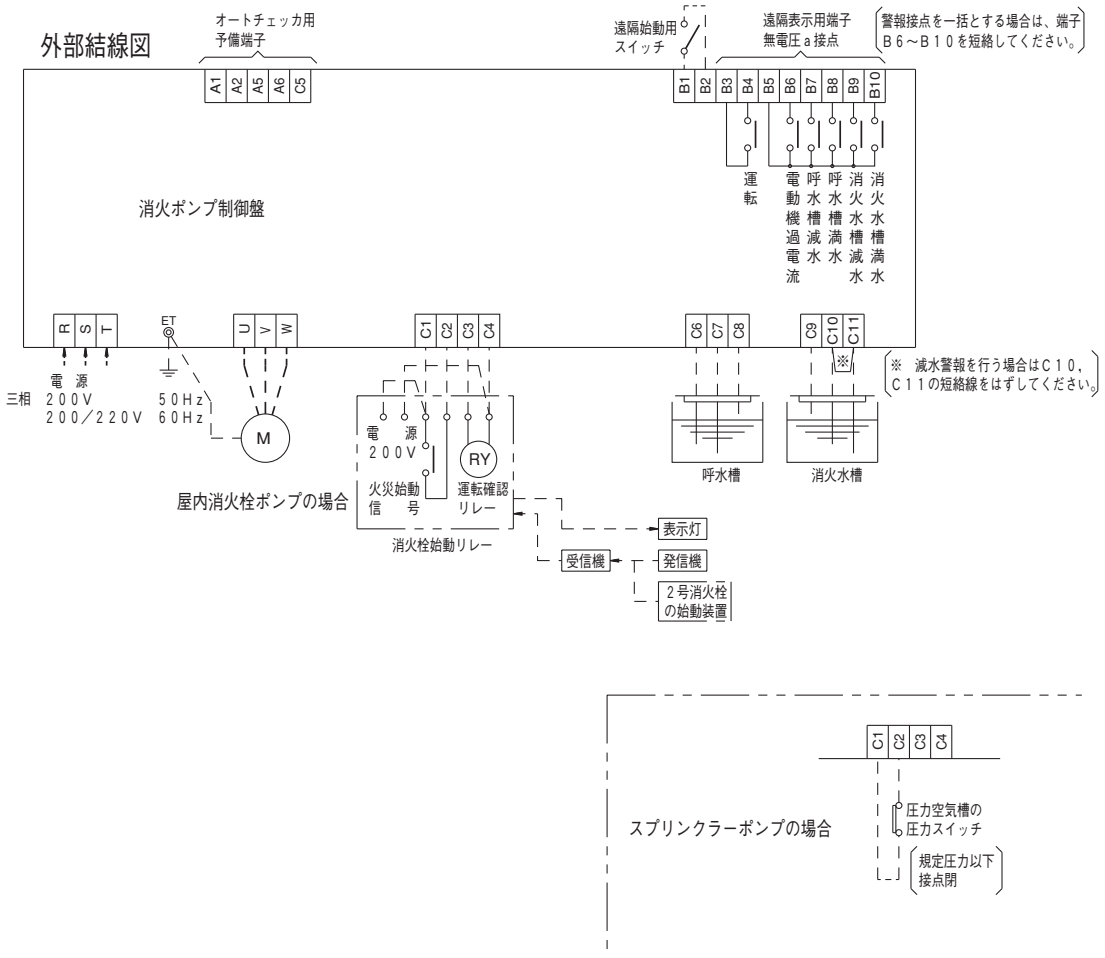 外部結線図
オートチェッカ用
予備端子
遠隔始動用
スイッチ
遠隔表示用端子
無電圧a接点
警報接点を一括とする場合は、端子
B6〜B10を短絡してください。
A1 A2 A5 A6 C5
B1 B2 B3 B4 B5 B6 B7 B8 B9 B10
運転
電動機過電流
呼水槽減水
呼水槽満水
消火水槽減水
消火水槽満水
消火ポンプ制御盤
R S T
ET
U V W
C1 C2 C3 C4
C6 C7 C8
C9 C10 C11
※
※ 減水警報を行う場合はC10,
C11の短絡線をはずしてください。
電源
三相 200V 50Hz
200/220V 60Hz
M
電源
200V
RY
火災始動
信号
運転確認
リレー
呼水槽
消火水槽
屋内消火栓ポンプの場合
消火栓始動リレー
表示灯
受信機
発信機
2号消火栓
の始動装置
C1 C2 C3 C4
スプリンクラーポンプの場合
圧力空気槽の
圧力スイッチ
規定圧力以下
接点閉